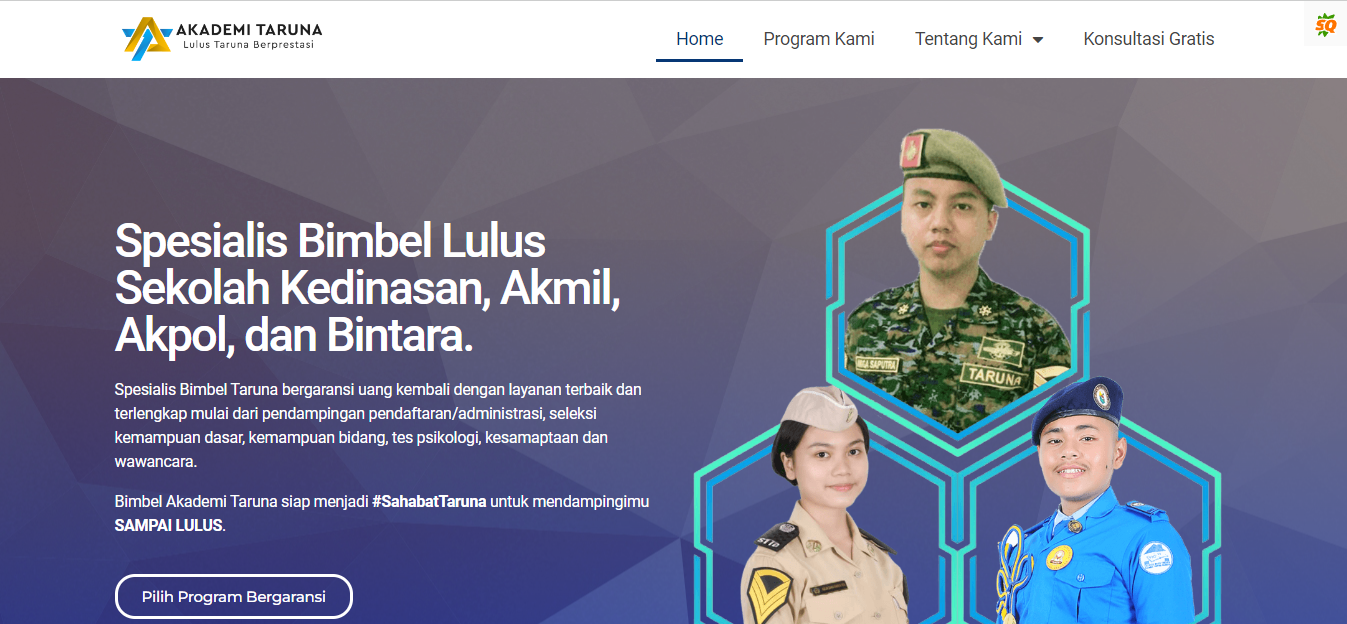 AKADEMI TARUNA
Lulus Taruna Berprestasi
Home
Program Kami
Tentang Kami
Konsultasi Gratis
SQ
Spesialis Bimbel Lulus
Sekolah Kedinasan, Akmil,
Akpol, dan Bintara.
Spesialis Bimbel Taruna bergaransi uang kembali dengan layanan terbaik dan
terlengkap mulai dari pendampingan pendaftaran/administrasi, seleksi
kemampuan dasar, kemampuan bidang, tes psikologi, kesamaptaan dan
wawancara.
Bimbel Akademi Taruna siap menjadi #SahabatTaruna untuk mendampingimu
SAMPAI LULUS.
Pilih Program Bergaransi
SAPUTRA
TARUNA